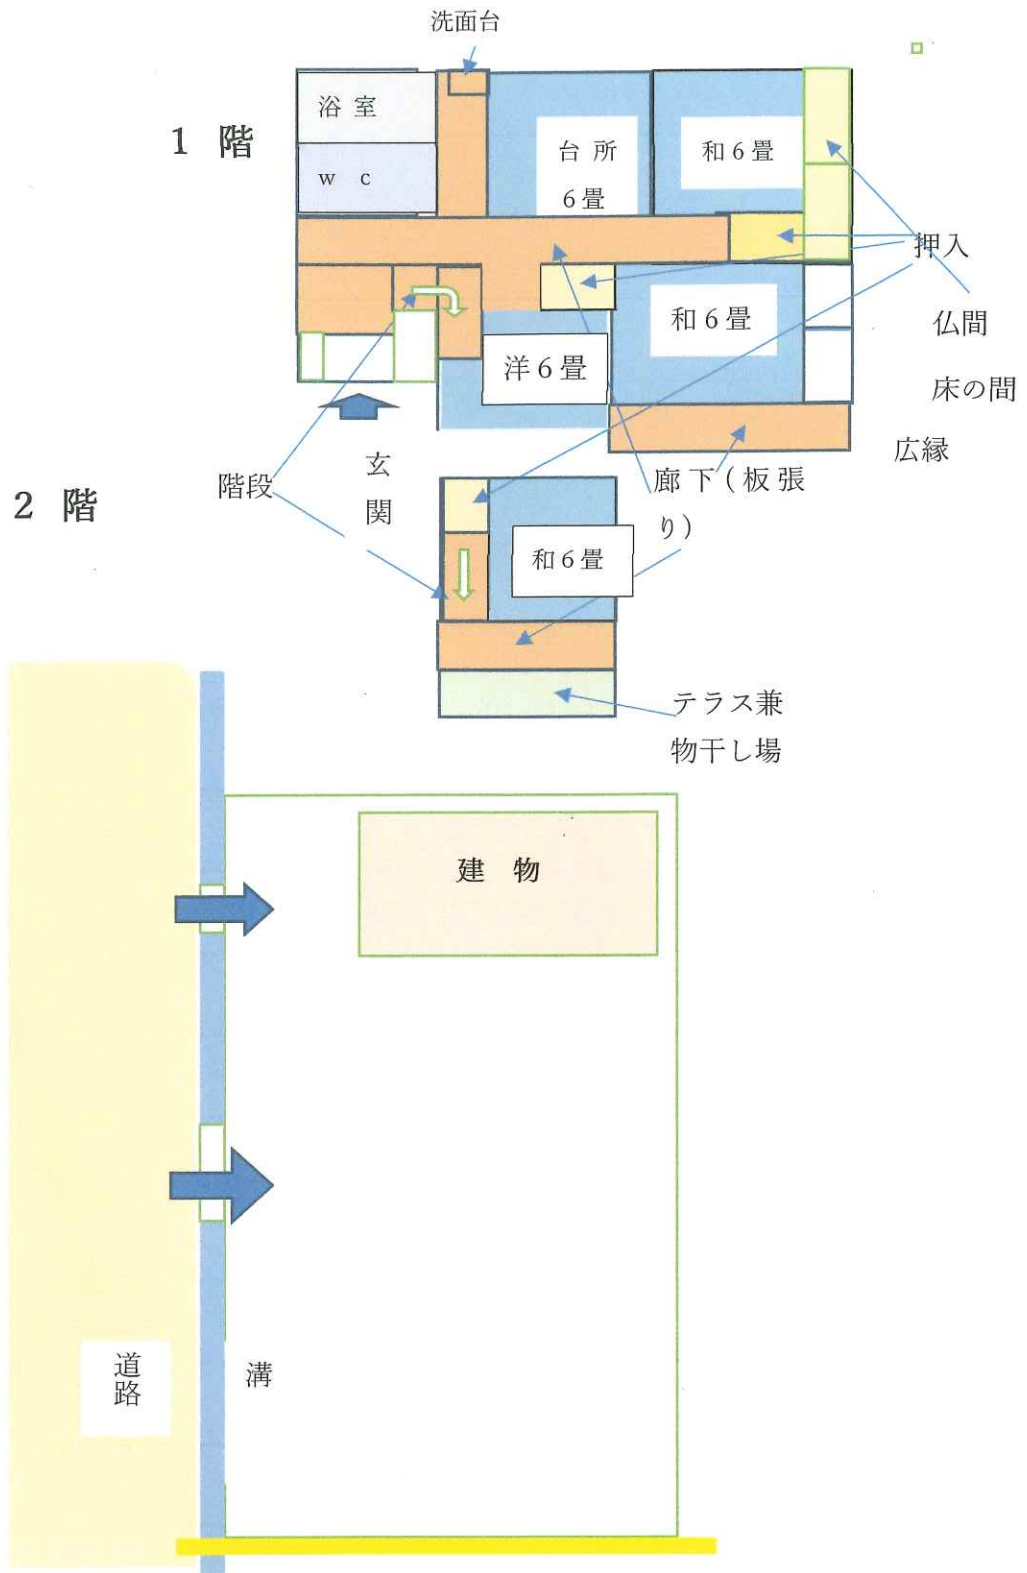 洗面台
1 階
浴 室
w c
台 所
6 畳
和 6 畳
押入
和 6 畳
仏間
洋 6 畳
床の間
広縁
階段
玄
関
廊 下 ( 板 張
り )
2 階
和 6 畳
テラス兼
物干し場
建 物
道
路
溝